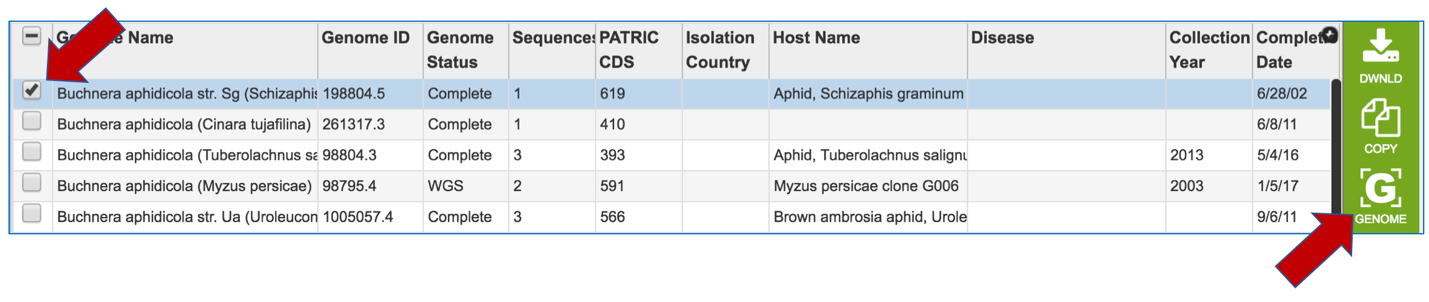 Genome Name Genome ID Genome Status Sequences PATRIC CDS Isolation Country Host Name Disease Collection Year Completion Date
Buchnera aphidicola str. Sg (Schizaphis 198804.5 Complete 1 619 Aphid, Schizaphis graminum 6/28/02
Buchnera aphidicola (Cinara tujafilina) 261317.3 Complete 1 410 6/8/11
Buchnera aphidicola (Tuberolachnus sa 98804.3 Complete 3 393 Aphid, Tuberolachnus salignu 2013 5/4/16
Buchnera aphidicola (Myzus persicae) 98795.4 WGS 2 591 Myzus persicae clone G006 2003 1/5/17
Buchnera aphidicola str. Ua (Uroleucon 1005057.4 Complete 3 566 Brown ambrosia aphid, Urole 9/6/11
DWNLD
COPY
G
GENOME